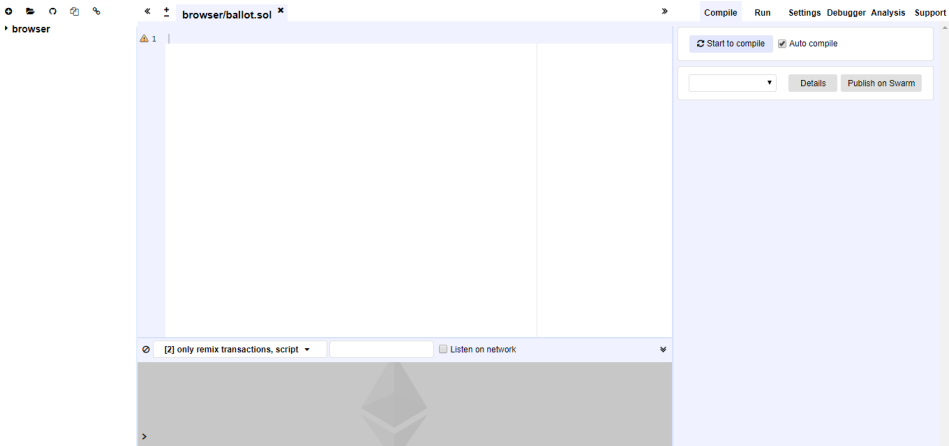 browser/ballot.sol
Compile Run Settings Debugger Analysis Support
browser
1
Start to compile Auto compile
Details Publish on Swarm
[2] only remix transactions, script Listen on network
>